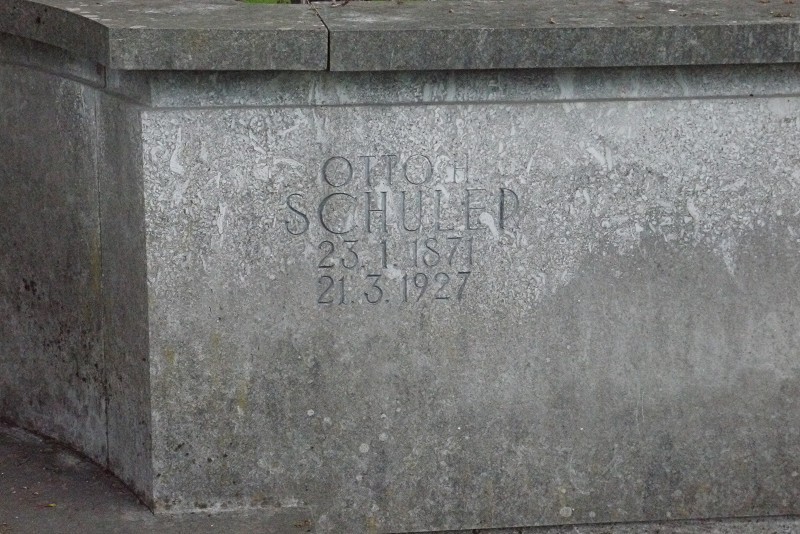 OTTO H
SCHULER
23. 1. 1871
21. 3. 1927